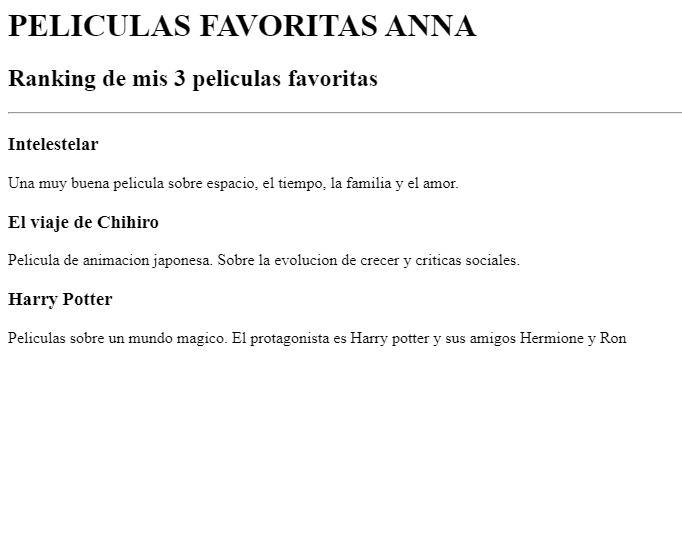 PELICULAS FAVORITAS ANNA
Ranking de mis 3 peliculas favoritas
Intelestelar
Una muy buena pelicula sobre espacio, el tiempo, la familia y el amor.
El viaje de Chihiro
Pelicula de animacion japonesa. Sobre la evolucion de crecer y criticas sociales.
Harry Potter
Peliculas sobre un mundo magico. El protagonista es Harry potter y sus amigos Hermione y Ron